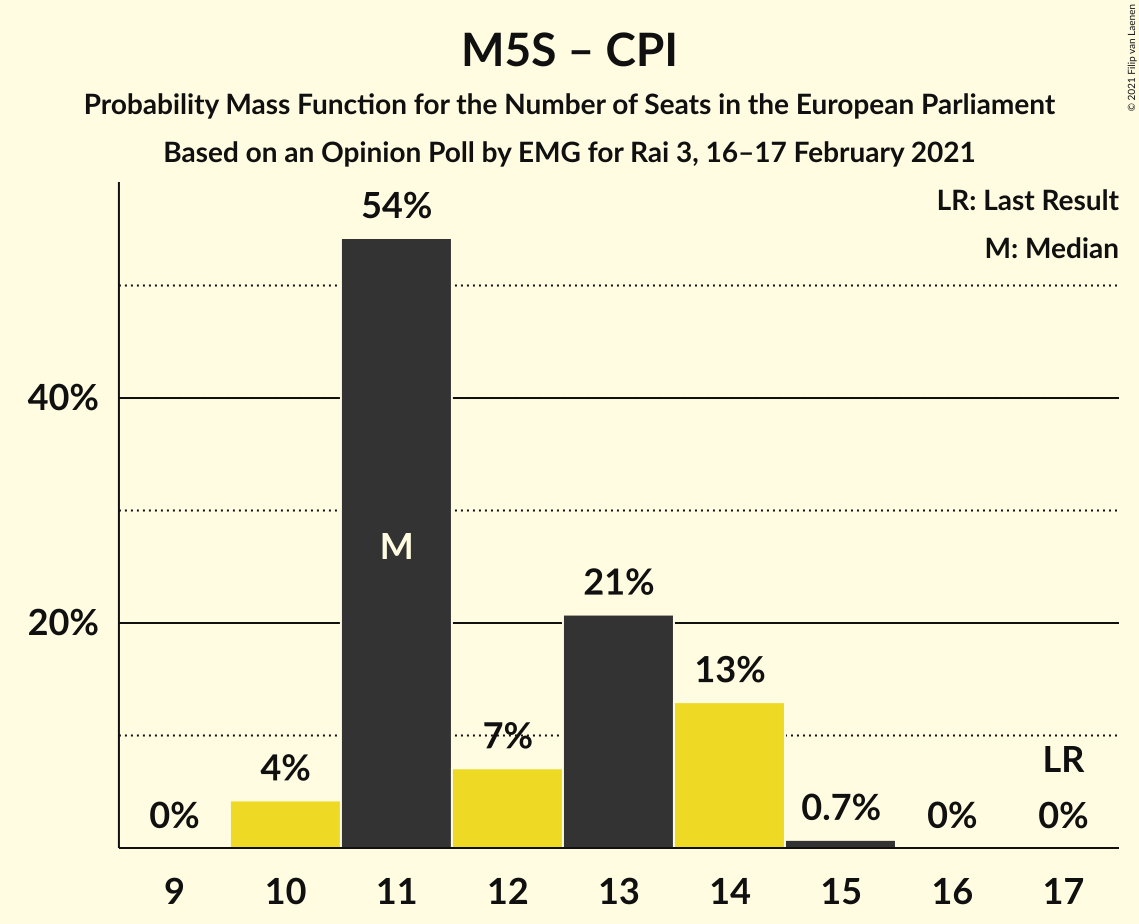 M5S – CPI
Probability Mass Function for the Number of Seats in the European Parliament
Based on an Opinion Poll by EMG for Rai 3, 16–17 February 2021
© 2021 Filip van Laenen
LR: Last Result
M: Median
54%
40%
M
21%
20%
13%
7%
4%
LR
0%
0.7%
0%
0%
9 10 11 12 13 14 15 16 17